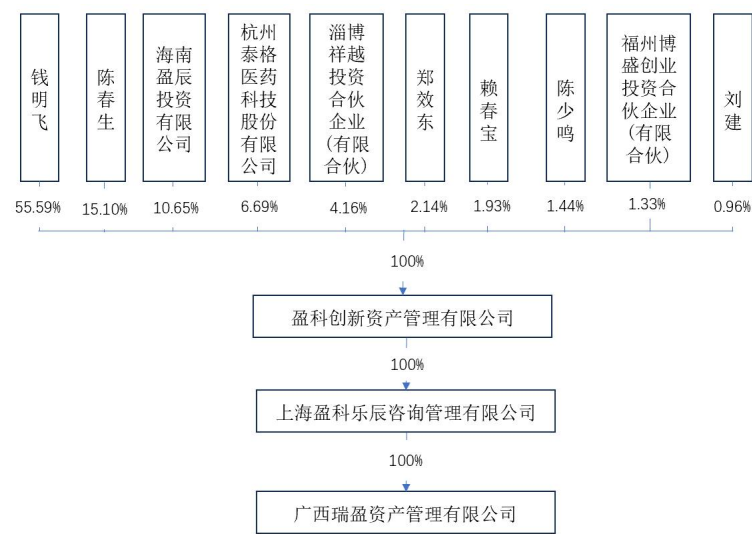 钱明飞
陈春生
海南盈辰投资有限公司
杭州泰格医药科技股份有限公司
淄博祥越投资合伙企业(有限合伙)
郑效东
赖春宝
陈少鸣
福州博盛创业投资合伙企业(有限合伙)
刘建
55.59%
15.10%
10.65%
6.69%
4.16%
2.14%
1.93%
1.44%
1.33%
0.96%
100%
盈科创新资产管理有限公司
100%
上海盈科乐辰咨询管理有限公司
100%
广西瑞盈资产管理有限公司